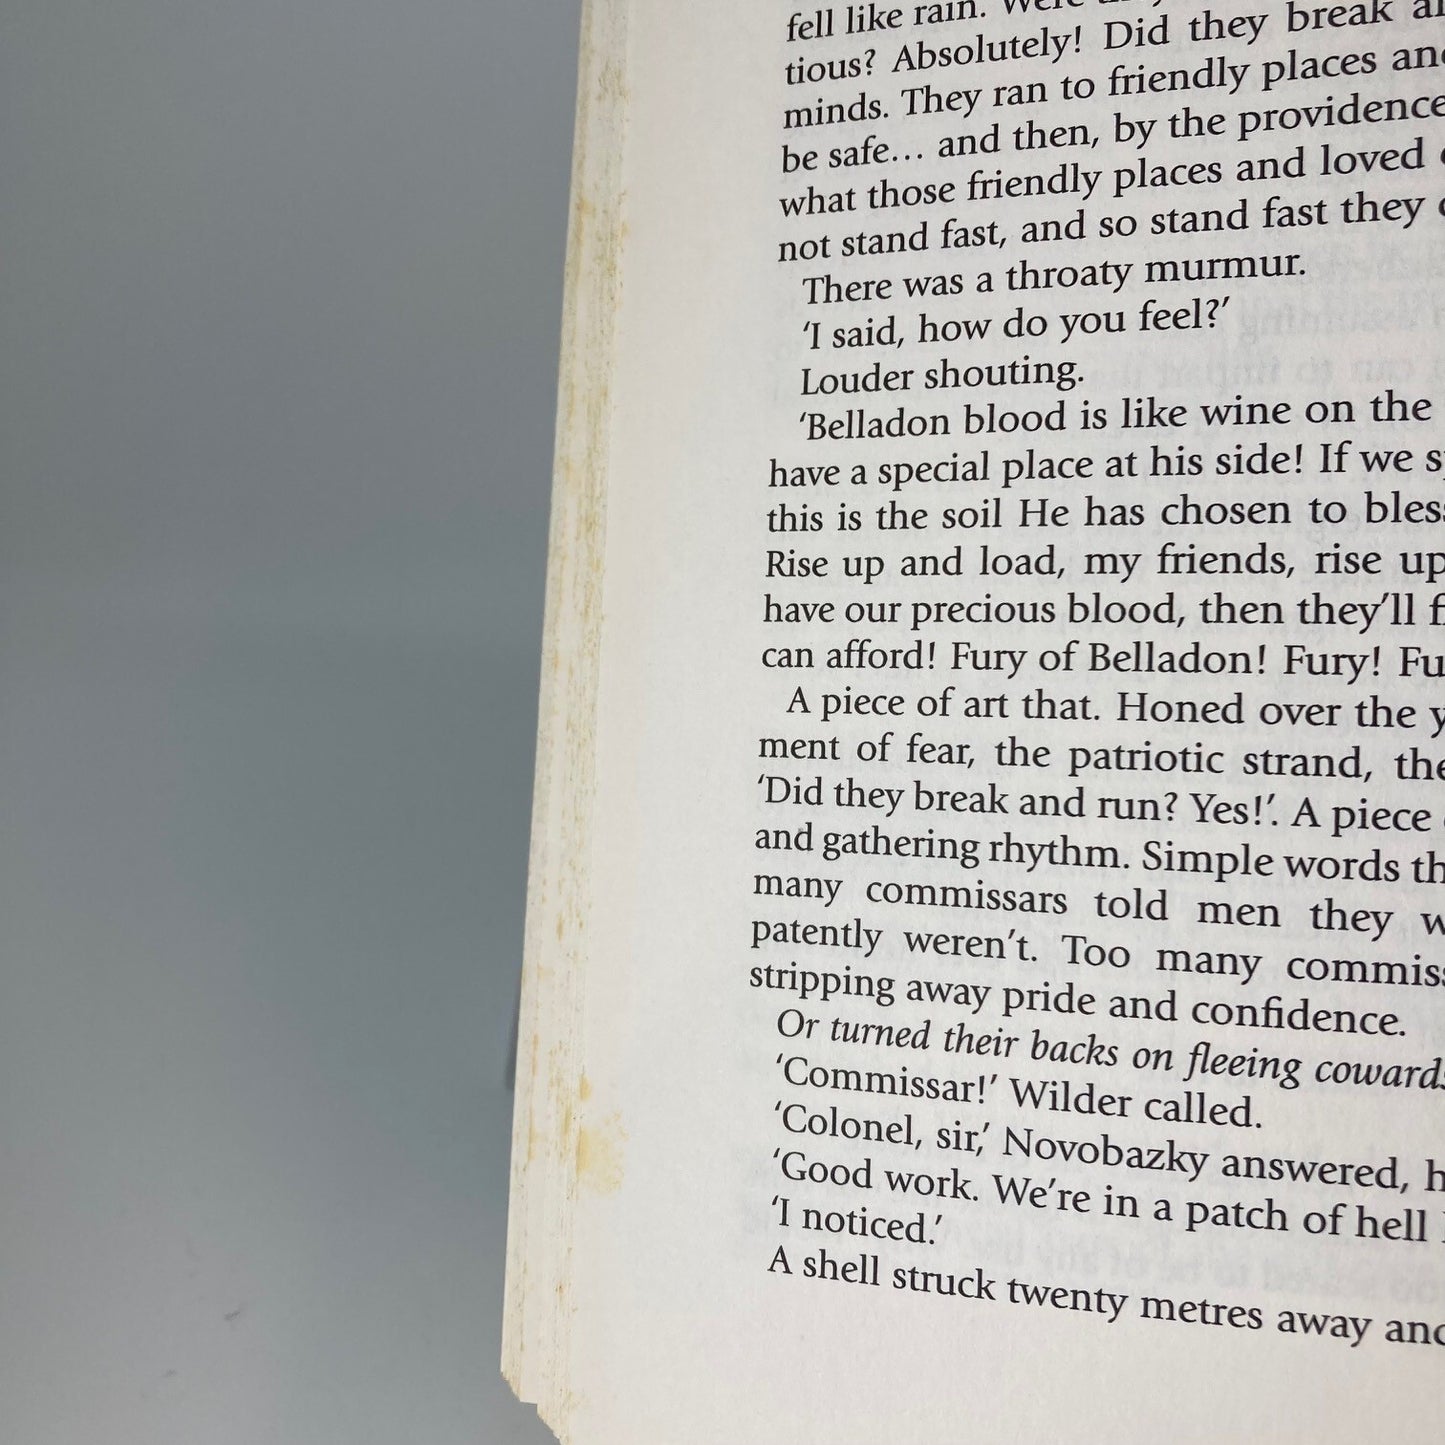 fell like rain. Were
tious? Absolutely! Did they break
minds. They ran to friendly places and
be safe... and then, by the providence
what those friendly places and loved
not stand fast, and so stand fast they
There was a throaty murmur.
‘I said, how do you feel?’
Louder shouting.
‘Belladon blood is like wine on the
have a special place at his side! If we
this is the soil He has chosen to bless
Rise up and load, my friends, rise up
have our precious blood, then they’ll
can afford! Fury of Belladon! Fury! Fu
A piece of art that. Honed over the
ment of fear, the patriotic strand, the
‘Did they break and run? Yes!’. A piece
and gathering rhythm. Simple words th
many commissars told men they w
patently weren’t. Too many commiss
stripping away pride and confidence.
Or turned their backs on fleeing cowards
‘Commissar!’ Wilder called.
‘Colonel, sir,’ Novobazky answered, h
‘Good work. We’re in a patch of hell
‘I noticed.’
A shell struck twenty metres away and